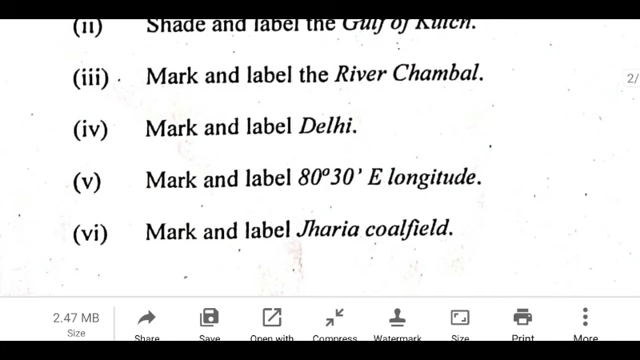 (ii) Shade and label the Gulf of Kutch.
(iii) Mark and label the River Chambal.
(iv) Mark and label Delhi.
(v) Mark and label 80º30' E longitude.
(vi) Mark and label Jharia coalfield.
2/
2.47 MB
Size Share Save Open with Compress Watermark Size Print More